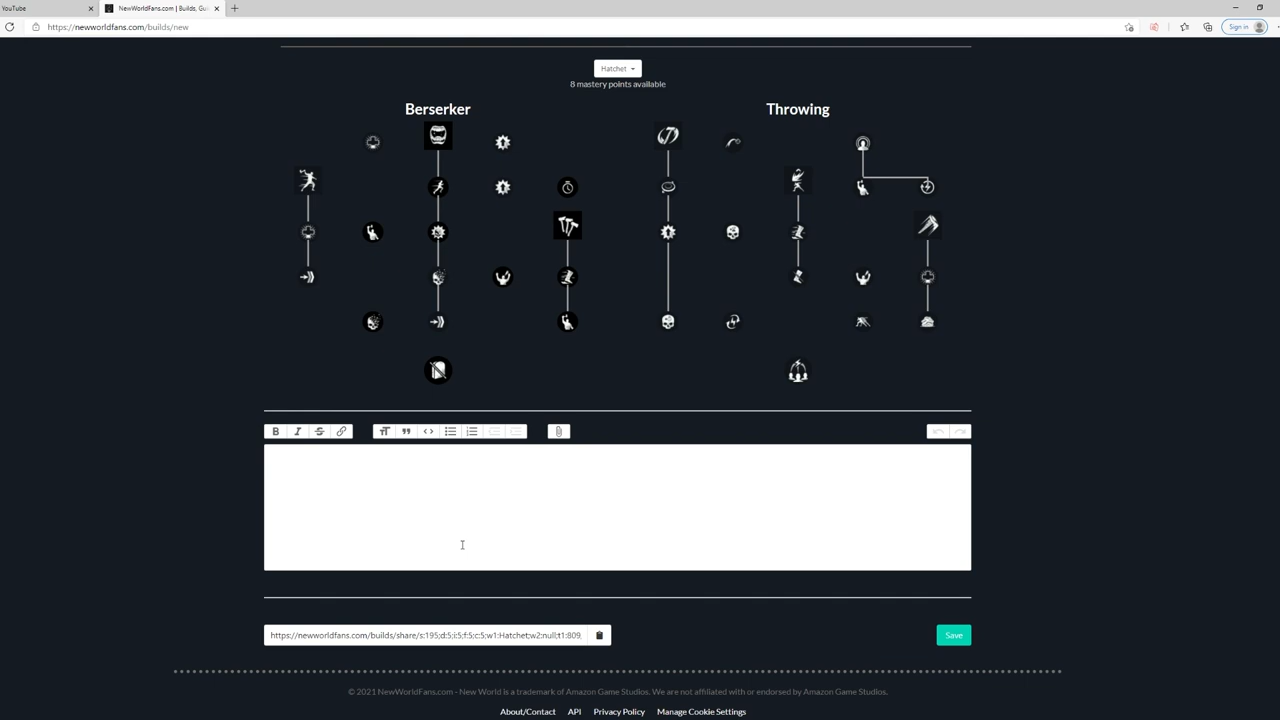 YouTube
NewWorldFans.com | Builds, Gui
https://newworldfans.com/builds/new
Sign in
Hatchet
8 mastery points available
Berserker
Throwing
B I S
https://newworldfans.com/builds/share/s:195;d:5;i:5;f:5;c:5;w1:Hatchet;w2:null;t1:809,
Save
© 2021 NewWorldFans.com - New World is a trademark of Amazon Game Studios. We are not affiliated with or endorsed by Amazon Game Studios.
About/Contact API Privacy Policy Manage Cookie Settings